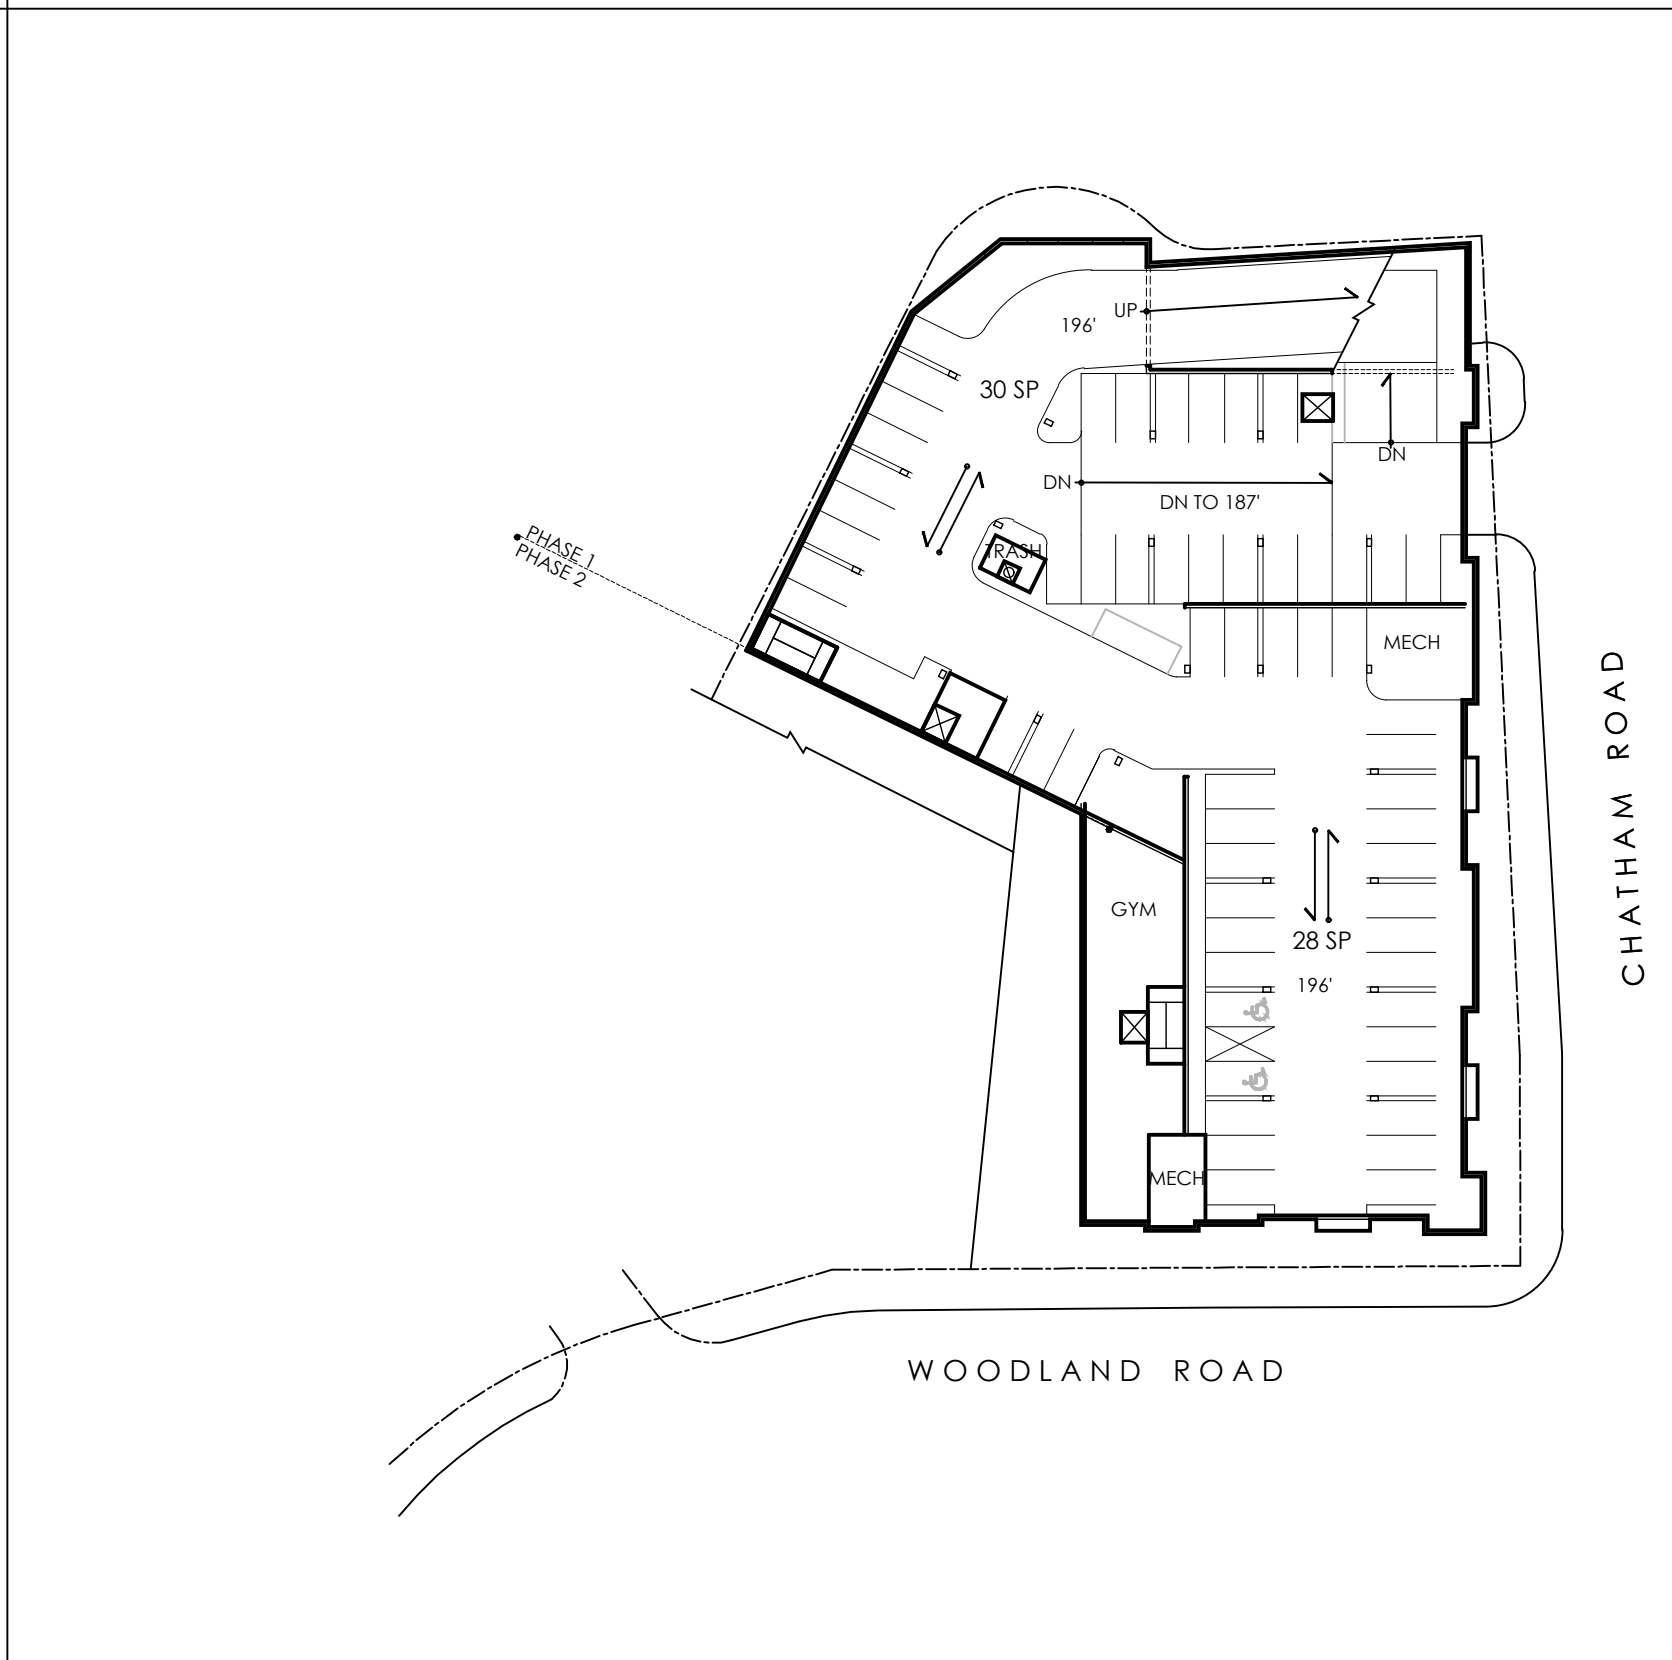 UP
196'
30 SP
DN
DN
DN TO 187'
PHASE 1
PHASE 2
TRASH
MECH
CHATHAM ROAD
GYM
28 SP
196'
MECH
WOODLAND ROAD